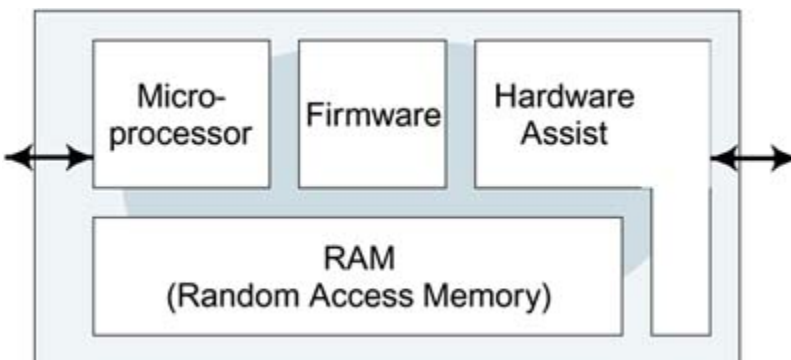 Micro-
processor
Firmware
Hardware
Assist
RAM
(Random Access Memory)